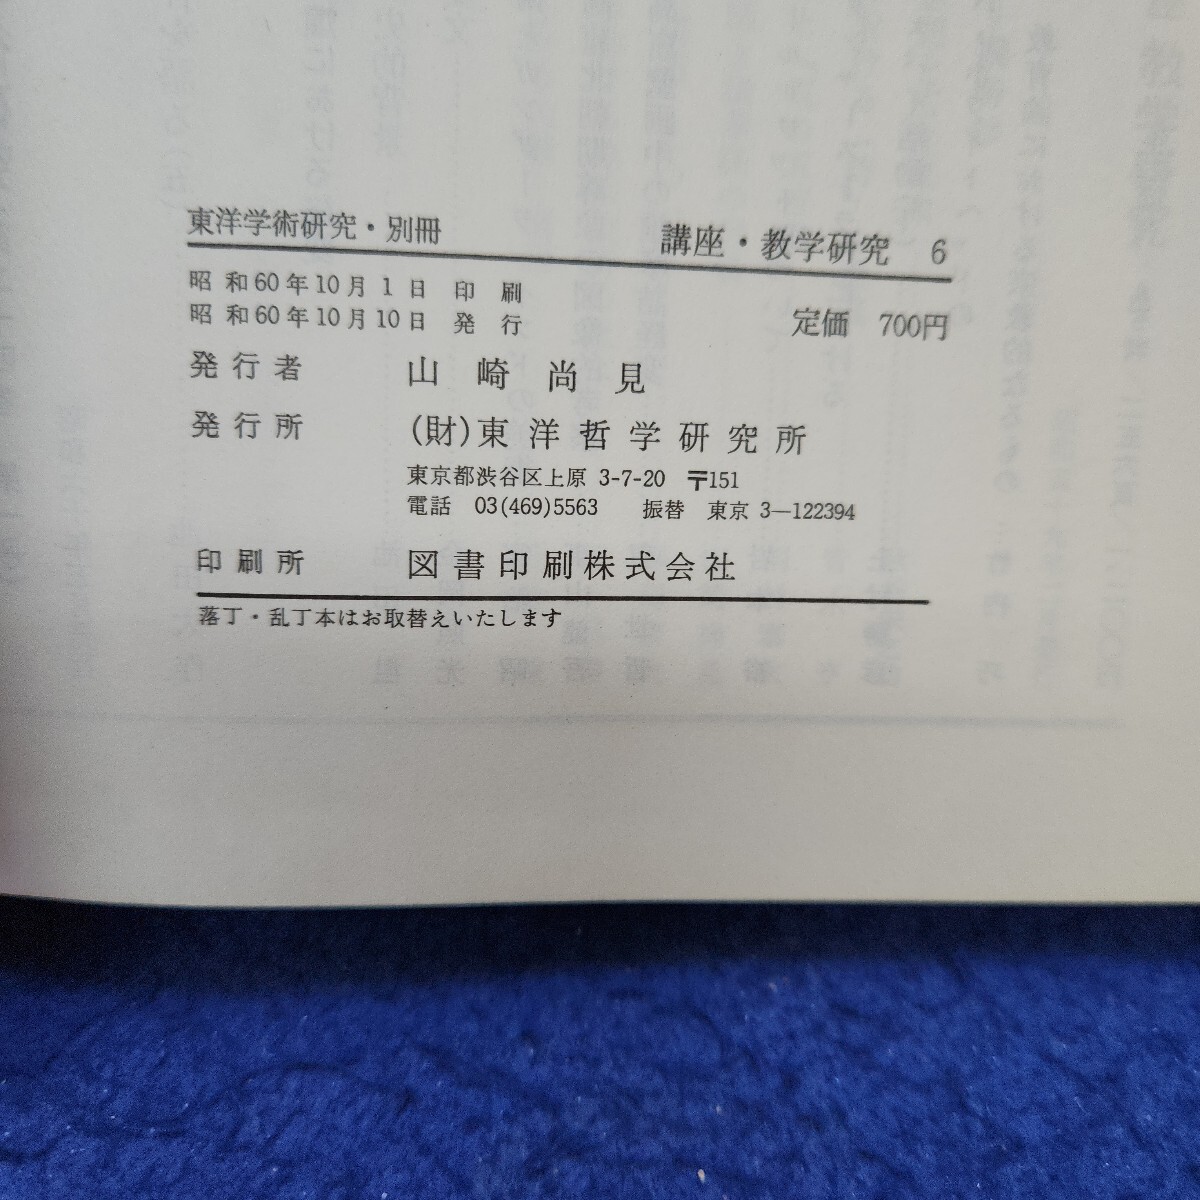 東洋学術研究・別冊　講座・教学研究　6
昭和60年10月1日 印刷
昭和60年10月10日 発行　定価　700円
発行者　山崎尚見
発行所　(財)東洋哲学研究所
東京都渋谷区上原 3-7-20　〒151
電話　03(469)5563　振替　東京 3―122394
印刷所　図書印刷株式会社
落丁・乱丁本はお取替えいたします